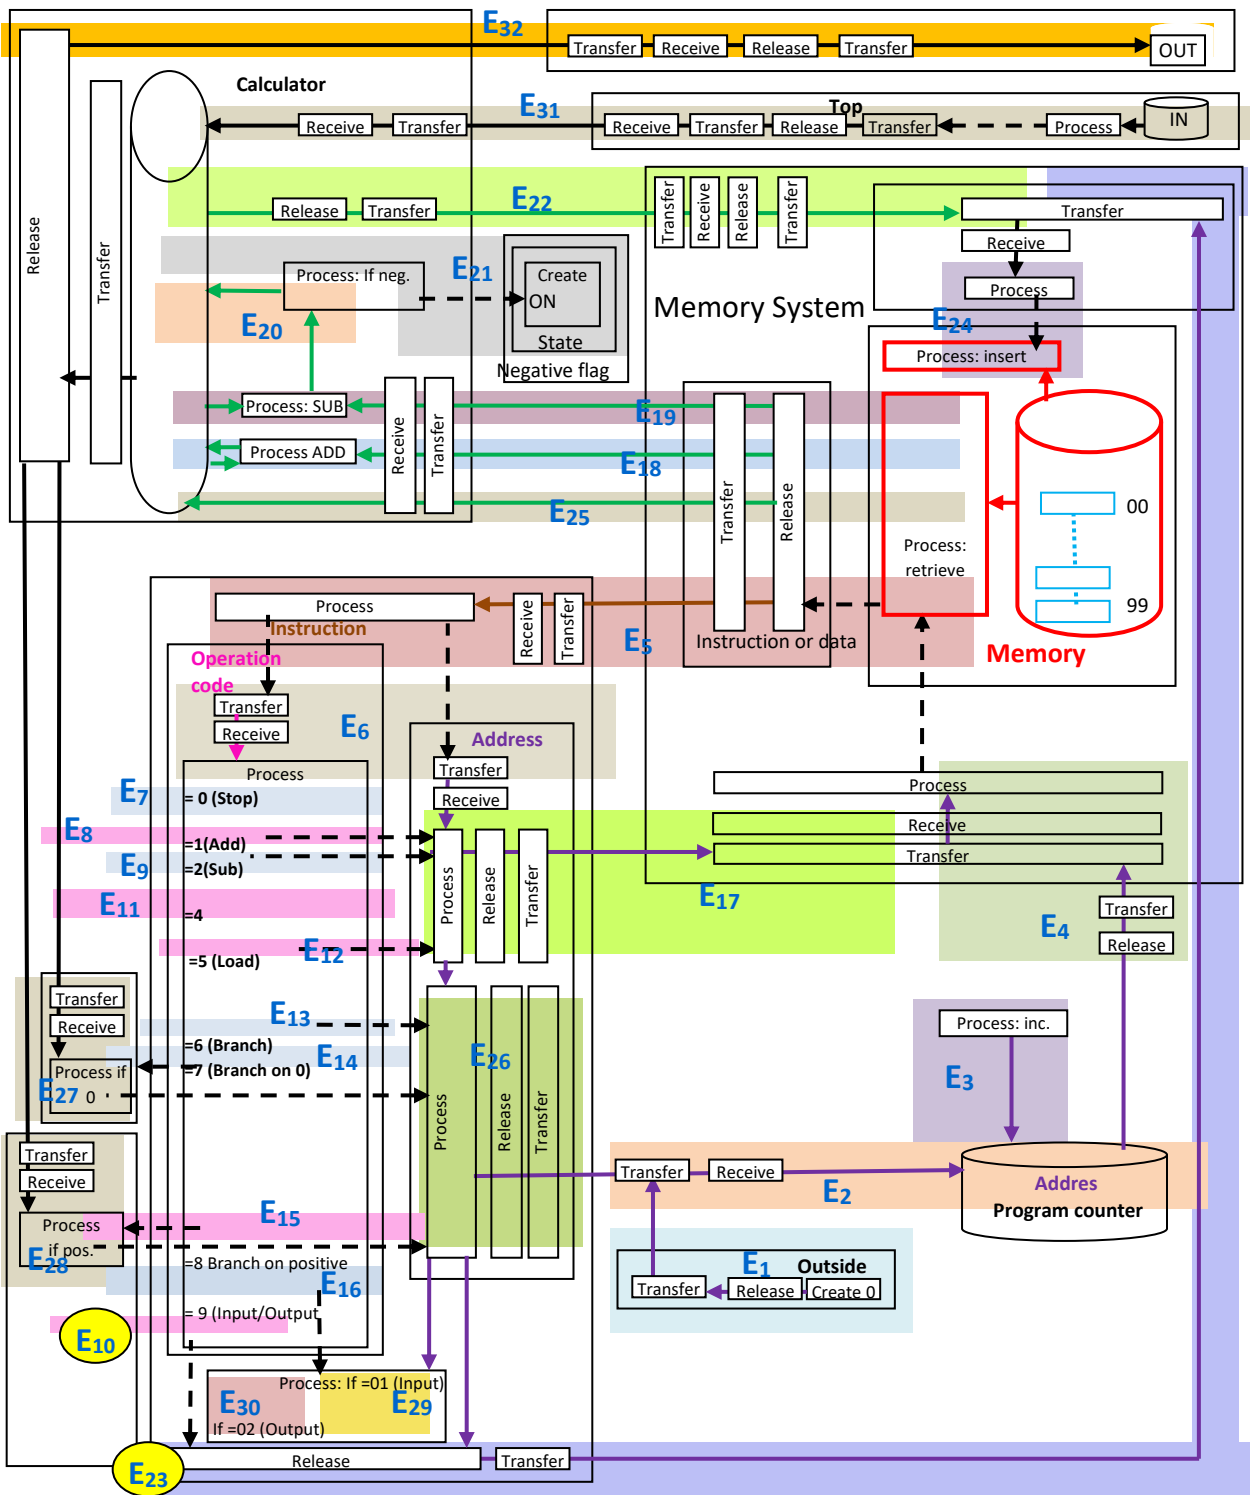 E32
Transfer
Receive
Release
Transfer
OUT
Calculator
E31
Top
Receive
Transfer
Receive
Transfer
Release
Transfer
Process
IN
Release
Transfer
E22
Release
Transfer
Transfer
Receive
Release
Transfer
Transfer
Receive
Process
Process: If neg.
E21
Create
ON
State
Negative flag
Memory System
E20
E24
Process: insert
Process: SUB
E19
Process ADD
E18
Receive
Transfer
Transfer
Release
E25
00
Process:
retrieve
99
Process
Instruction
Receive
Transfer
E5
Instruction or data
Memory
Operation
code
Transfer
Receive
E6
Address
Process
Transfer
Receive
E7
= 0 (Stop)
Process
Receive
Transfer
E8
=1(Add)
E9
=2(Sub)
Process
Release
Transfer
E17
E11
=4
Transfer
Release
E4
E12
=5 (Load)
Transfer
Receive
E13
Process: inc.
=6 (Branch)
E14
E26
=7 (Branch on 0)
Process if
0
E27
E3
Process
Release
Transfer
Transfer
Receive
Transfer
Receive
E2
Addres
Program counter
E15
Process
if pos.
E28
=8 Branch on positive
E1
Outside
E16
Transfer
Release
Create 0
= 9 (Input/Output
E10
Process: If =01 (Input)
E30
E29
If =02 (Output)
E23
Release
Transfer